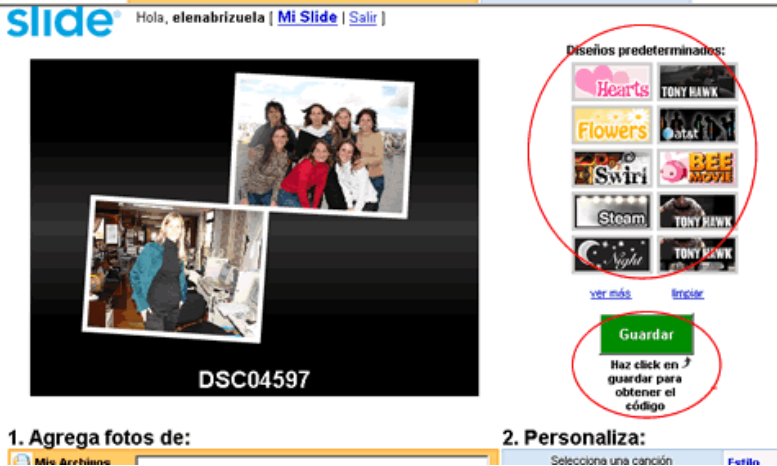 slide
Hola, elenabrizuela [ Mi Slide | Salir ]
Diseños predeterminados:
Hearts
TONY HAWK
Flowers
at&t
Swirl
BEE MOVIE
Steam
TONY HAWK
Night
TONY HAWK
ver más
limpiar
Guardar
Haz click en
guardar para
obtener el
código
DSC04597
1. Agrega fotos de:
2. Personaliza:
Mis Archivos
Selecciona una canción
Estilo